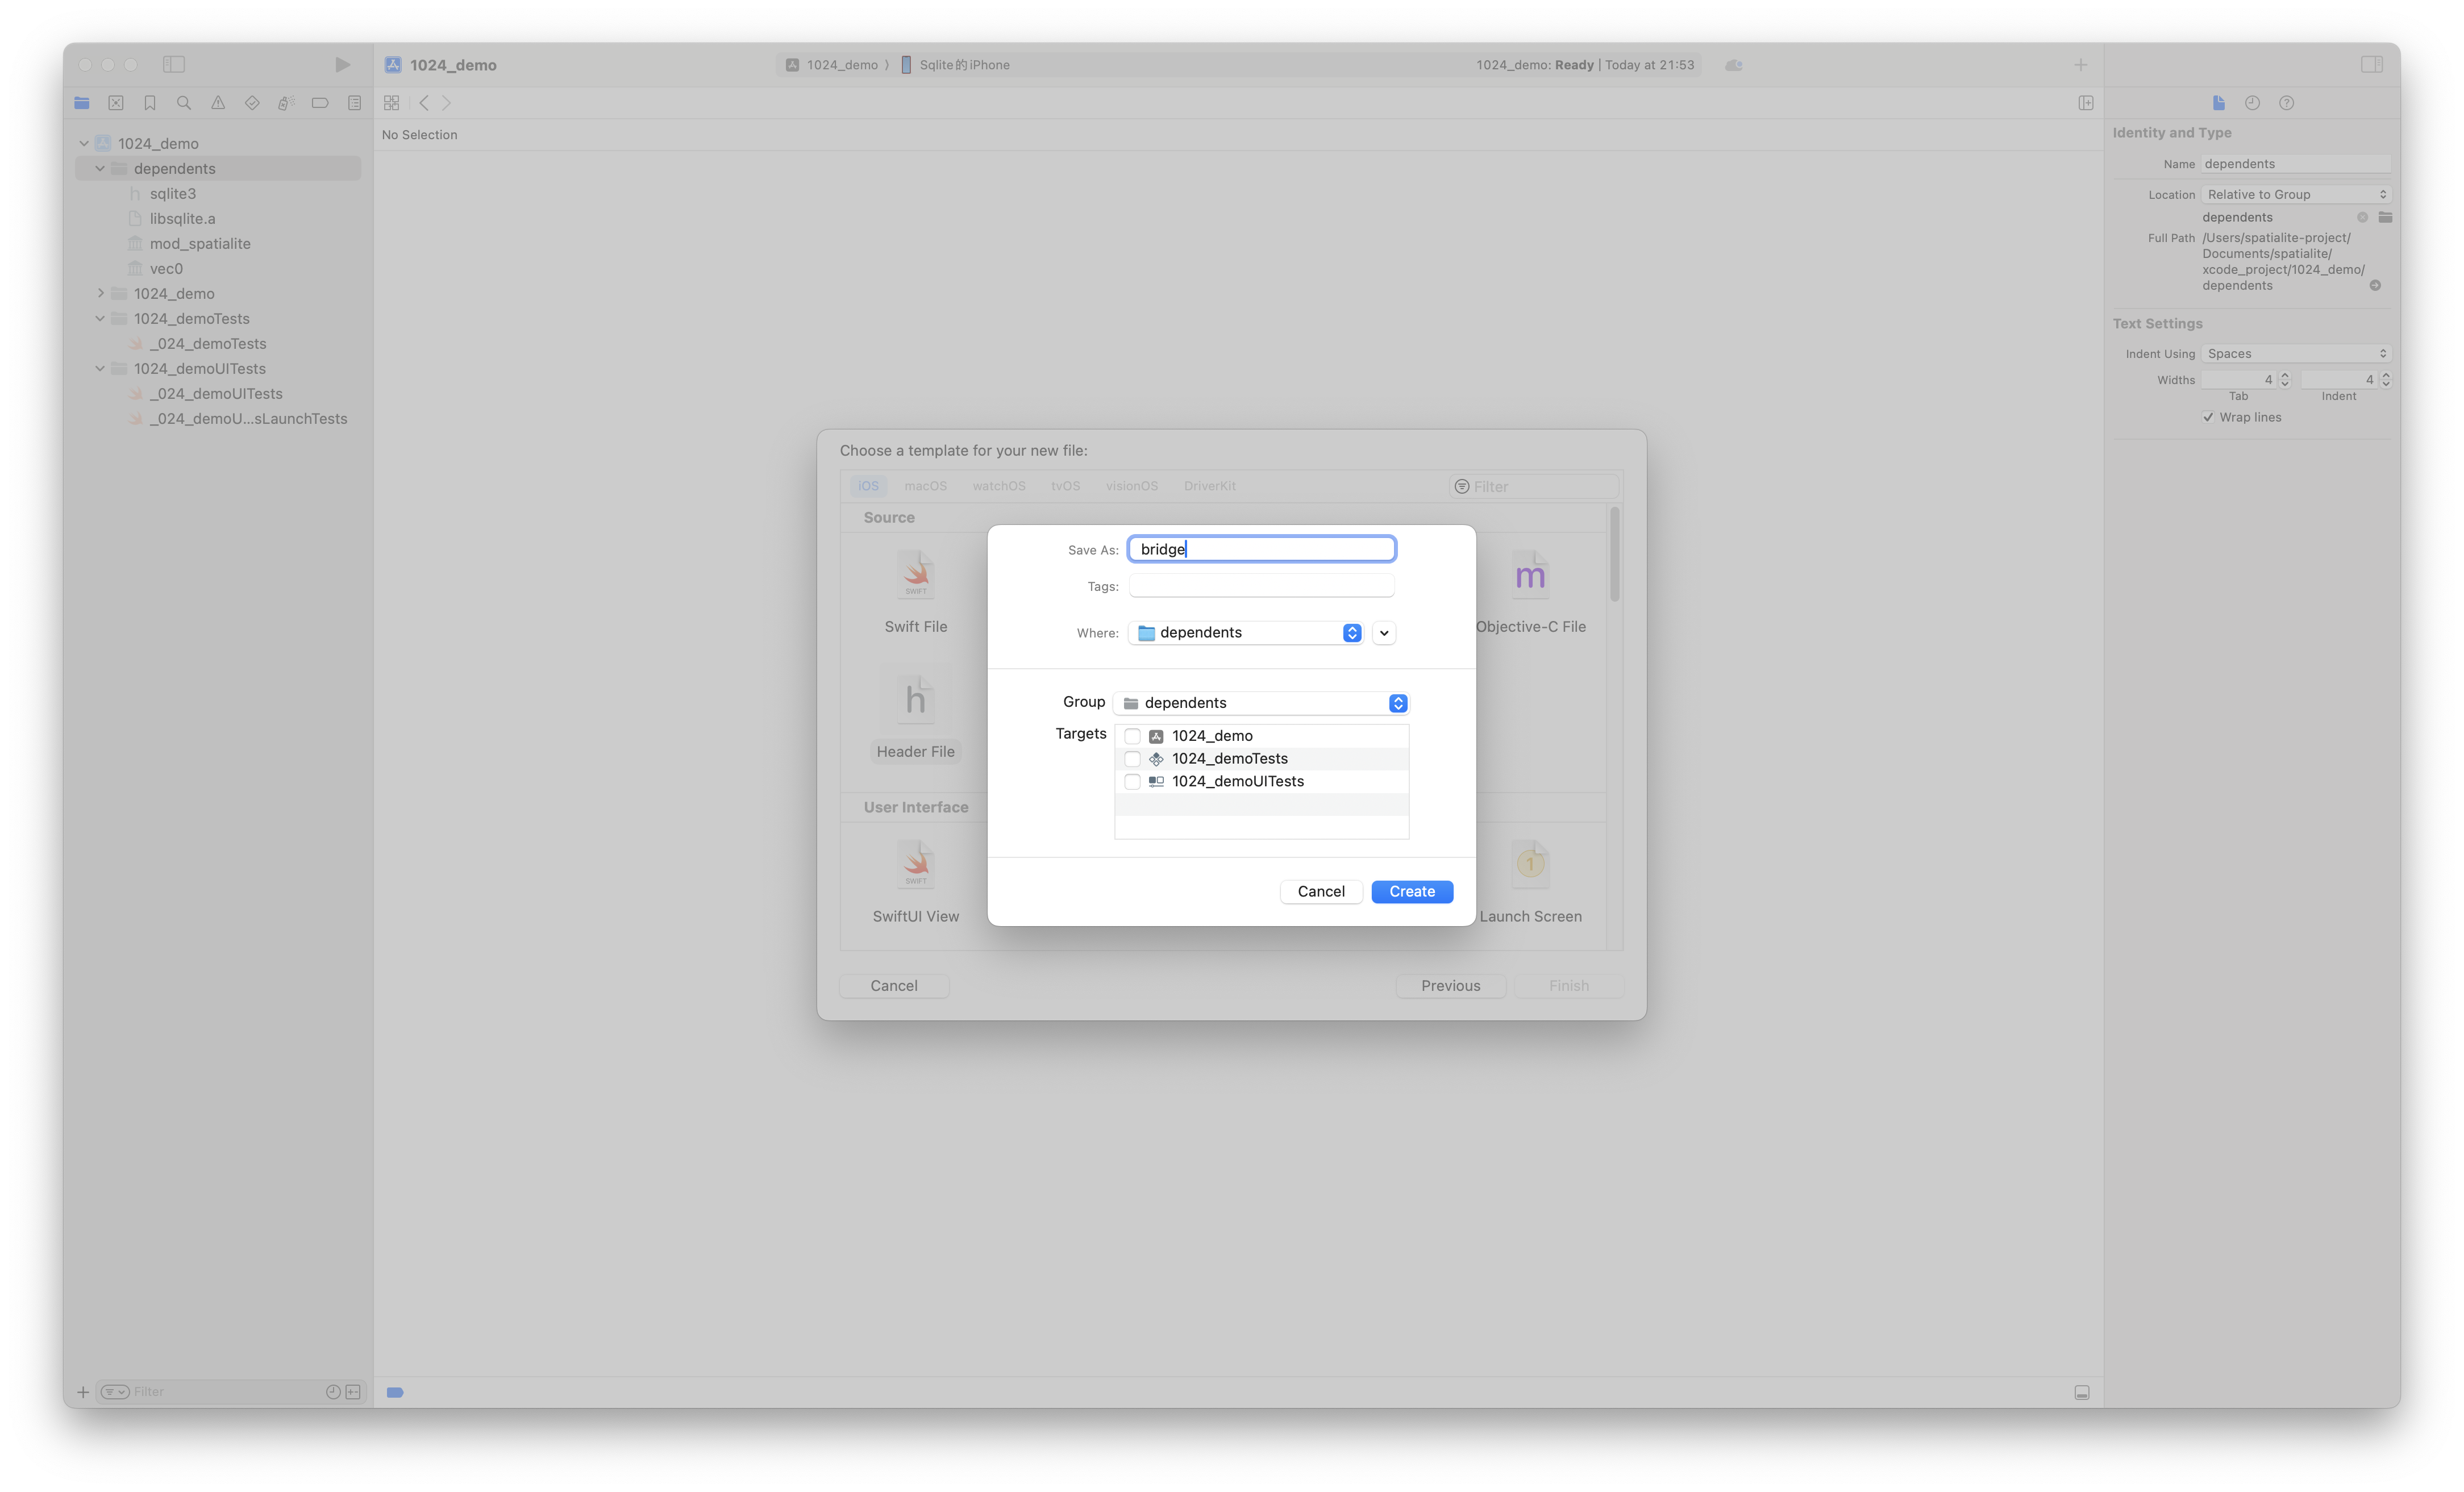 1024_demo
1024_demo 〉 Sqlite的iPhone
1024_demo: Ready | Today at 21:53
No Selection
1024_demo
dependents
sqlite3
libsqlite.a
mod_spatialite
vec0
1024_demo
1024_demoTests
_024_demoTests
1024_demoUITests
_024_demoUITests
_024_demoU...sLaunchTests
Filter
Choose a template for your new file:
iOS macOS watchOS tvOS visionOS DriverKit
Filter
Source
SWIFT
Swift File
m
Objective-C File
h
Header File
User Interface
SWIFT
SwiftUI View
1
Launch Screen
Cancel
Previous
Finish
Save As: bridge
Tags:
Where: dependents
Group dependents
Targets 1024_demo
1024_demoTests
1024_demoUITests
Cancel
Create
Identity and Type
Name dependents
Location Relative to Group
dependents
Full Path /Users/spatialite-project/
Documents/spatialite/
xcode_project/1024_demo/
dependents
Text Settings
Indent Using Spaces
Widths 4 4
Tab Indent
Wrap lines